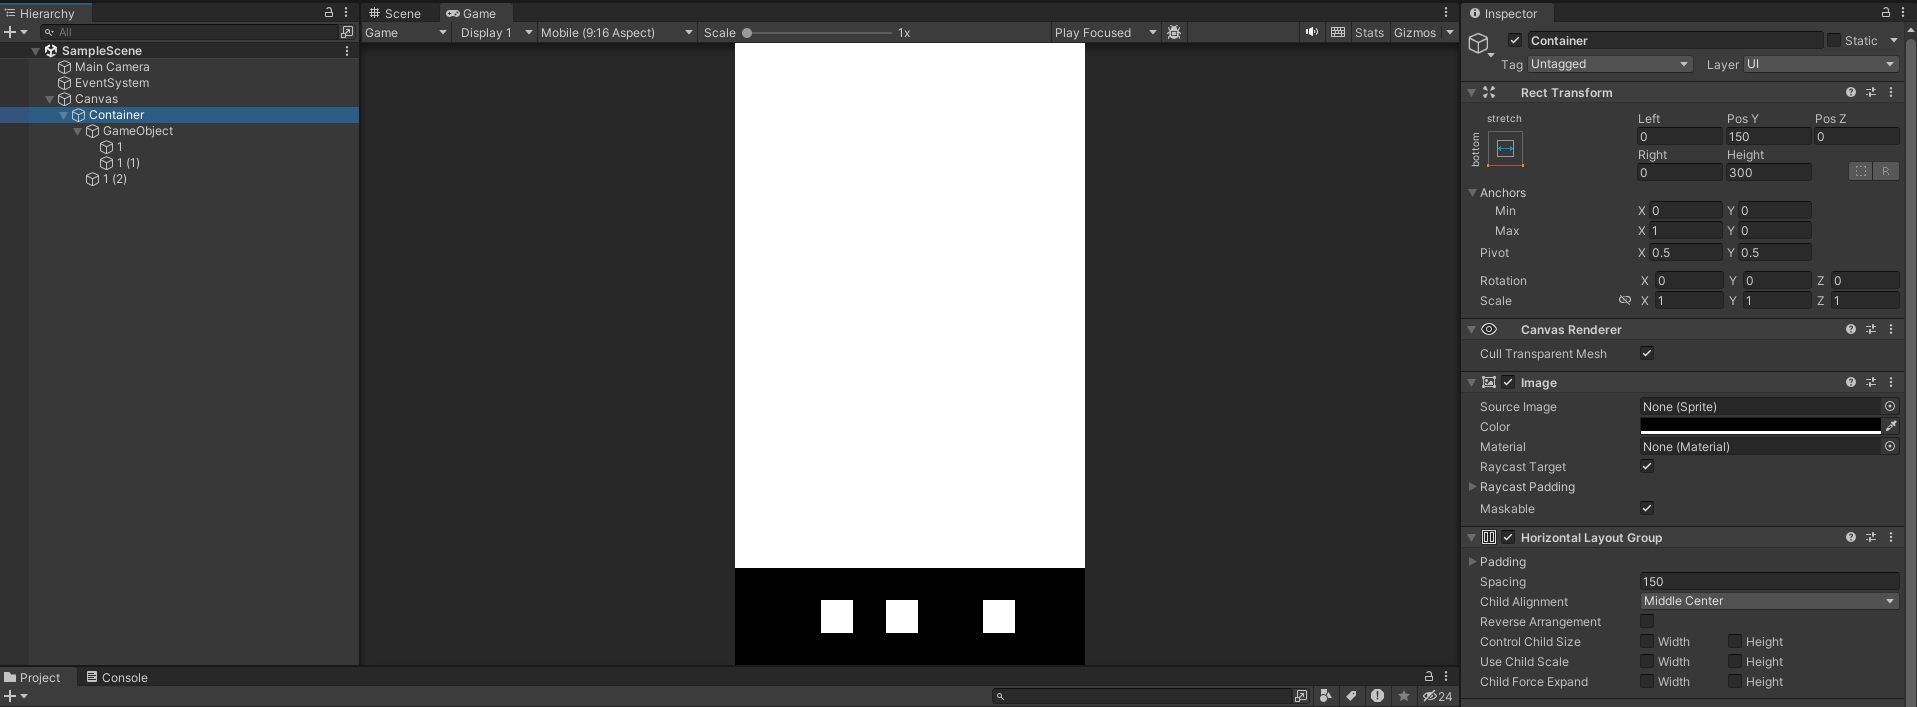 Hierarchy
All
SampleScene
Main Camera
EventSystem
Canvas
Container
GameObject
1
1 (1)
1 (2)
Scene
Game
Game
Display 1
Mobile (9:16 Aspect)
Scale
1x
Play Focused
Stats
Gizmos
Project
Console
24
Inspector
Container
Static
Tag
Untagged
Layer
UI
Rect Transform
stretch
bottom
Left
Pos Y
Pos Z
0
150
0
Right
Height
0
300
R
Anchors
Min
X 0
Y 0
Max
X 1
Y 0
Pivot
X 0.5
Y 0.5
Rotation
X 0
Y 0
Z 0
Scale
X 1
Y 1
Z 1
Canvas Renderer
Cull Transparent Mesh
Image
Source Image
None (Sprite)
Color
Material
None (Material)
Raycast Target
Raycast Padding
Maskable
Horizontal Layout Group
Padding
Spacing
150
Child Alignment
Middle Center
Reverse Arrangement
Control Child Size
Width
Height
Use Child Scale
Width
Height
Child Force Expand
Width
Height